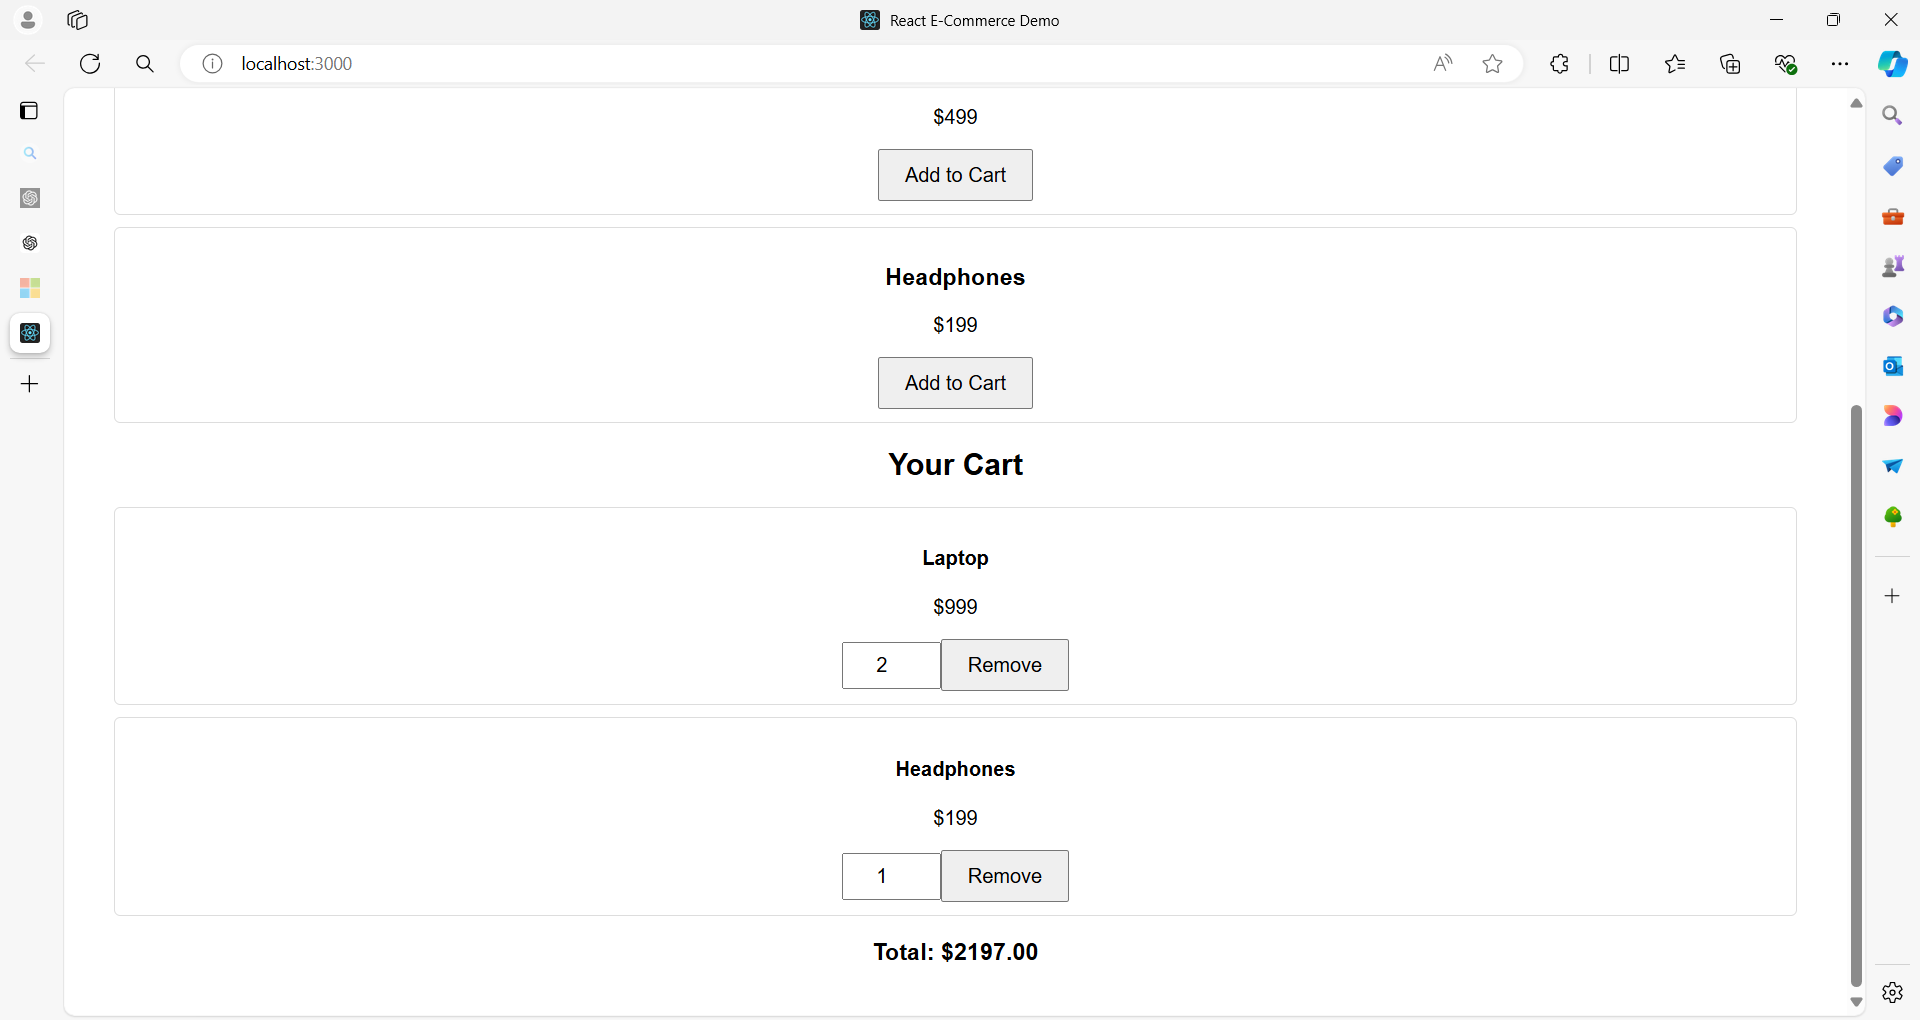 React E-Commerce Demo
localhost:3000
$499
Add to Cart
Headphones
$199
Add to Cart
Your Cart
Laptop
$999
2 Remove
Headphones
$199
1 Remove
Total: $2197.00